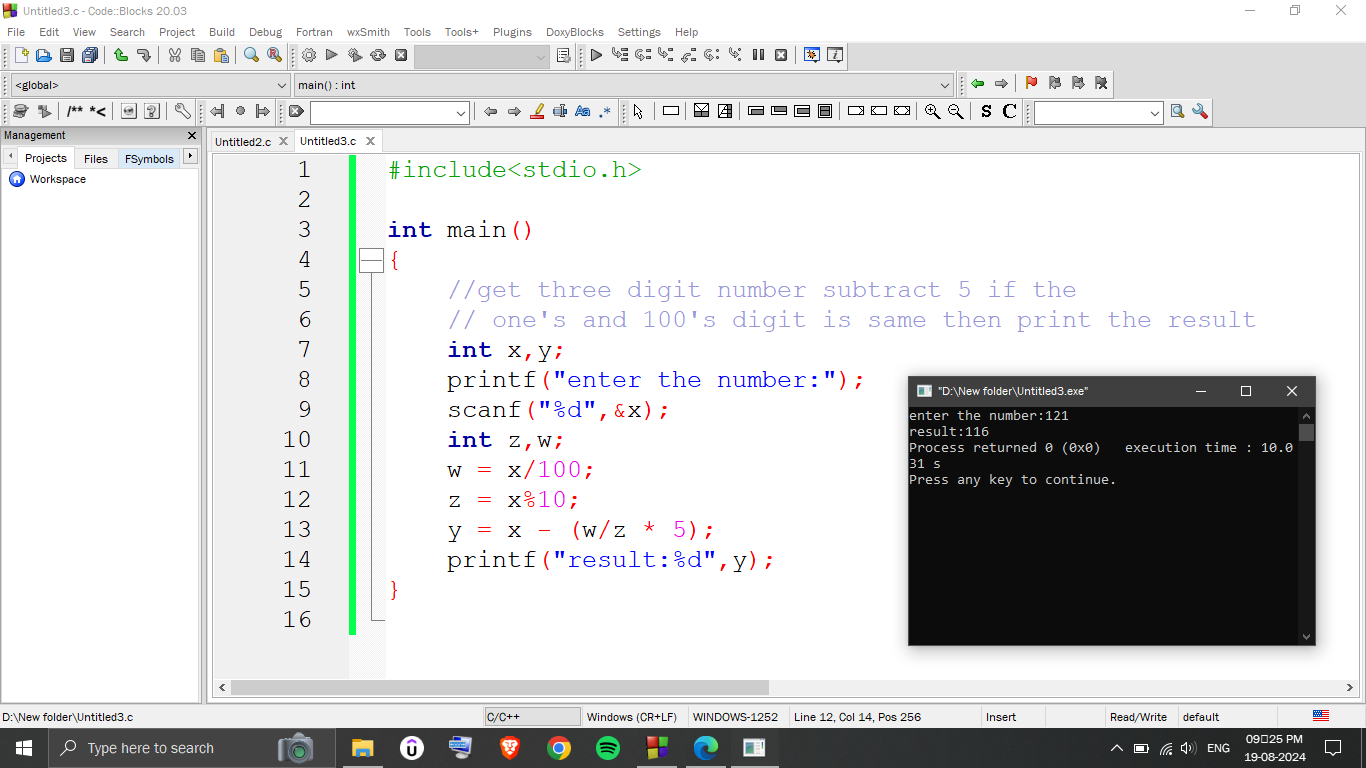 Untitled3.c - Code::Blocks 20.03
File Edit View Search Project Build Debug Fortran wxSmith Tools Tools+ Plugins DoxyBlocks Settings Help
<global> main() : int
/** *< Aa .* S C
Management
Projects Files FSymbols
Workspace
Untitled2.c Untitled3.c
1 #include<stdio.h>
2
3 int main()
4 {
5 //get three digit number subtract 5 if the
6 // one's and 100's digit is same then print the result
7 int x,y;
8 printf("enter the number:");
9 scanf("%d",&x);
10 int z,w;
11 w = x/100;
12 z = x%10;
13 y = x - (w/z * 5);
14 printf("result:%d",y);
15 }
16
"D:\New folder\Untitled3.exe"
enter the number:121
result:116
Process returned 0 (0x0) execution time : 10.0
31 s
Press any key to continue.
D:\New folder\Untitled3.c C/C++ Windows (CR+LF) WINDOWS-1252 Line 12, Col 14, Pos 256 Insert Read/Write default
Type here to search
ENG
09▯25 PM
19-08-2024